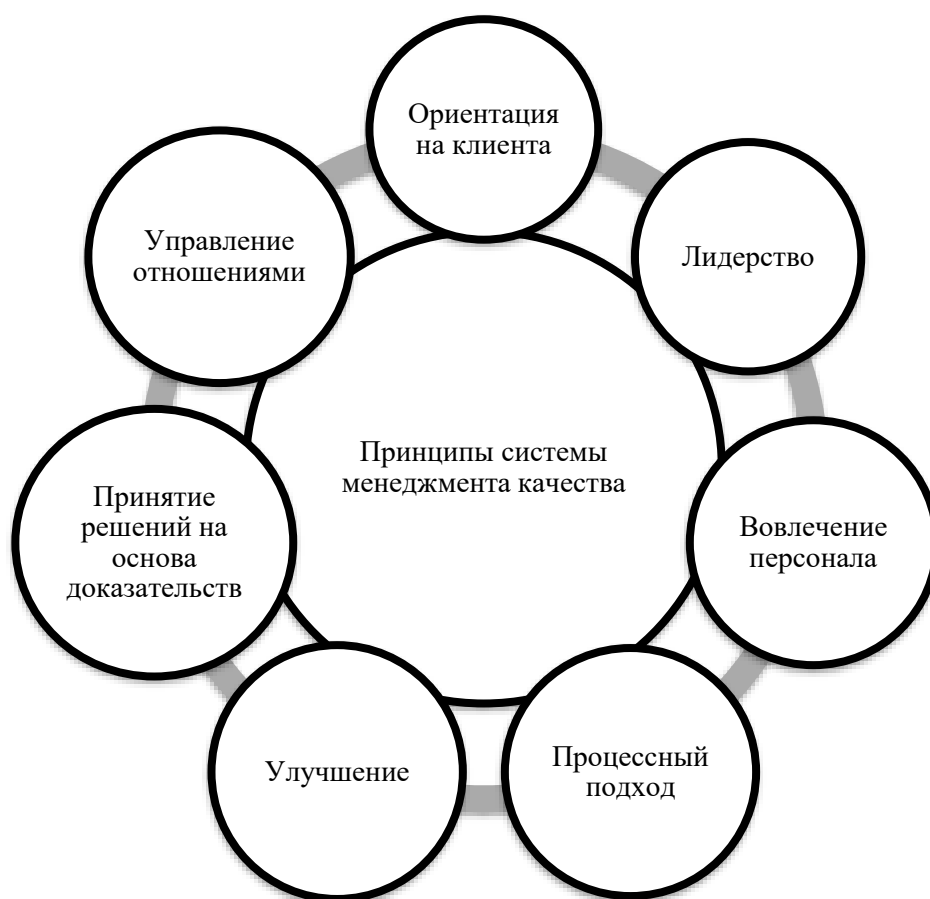 Ориентация
на клиента
Управление
отношениями
Лидерство
Принципы системы
менеджмента качества
Принятие
решений на
основа
доказательств
Вовлечение
персонала
Улучшение
Процессный
подход